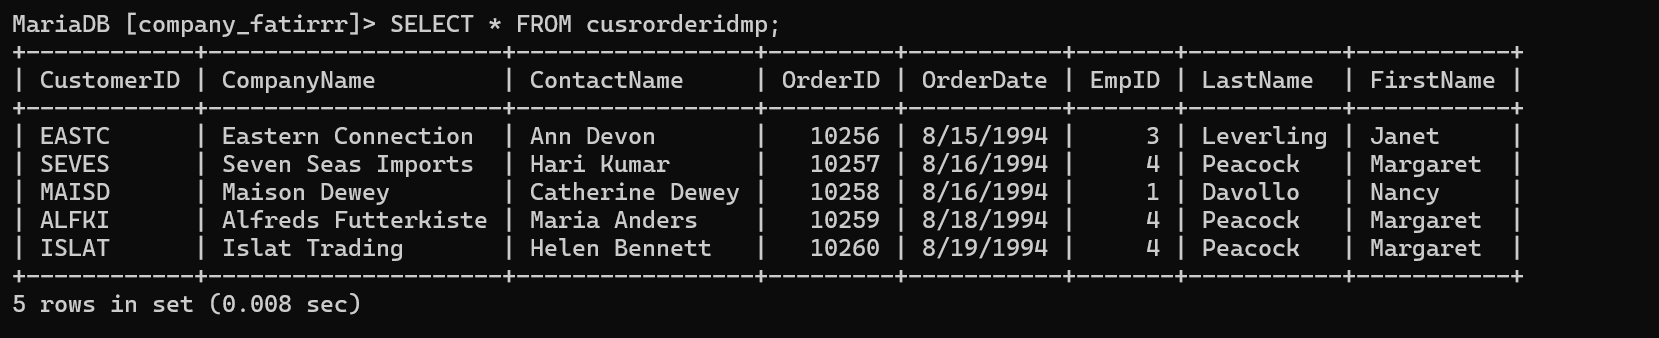 MariaDB [company_fatirrr]> SELECT * FROM cusrorderidmp;
+------------+---------------------+-----------------+---------+-----------+-------+-----------+-----------+
| CustomerID | CompanyName         | ContactName     | OrderID | OrderDate | EmpID | LastName  | FirstName |
+------------+---------------------+-----------------+---------+-----------+-------+-----------+-----------+
| EASTC      | Eastern Connection  | Ann Devon       |   10256 | 8/15/1994 |     3 | Leverling | Janet     |
| SEVES      | Seven Seas Imports  | Hari Kumar      |   10257 | 8/16/1994 |     4 | Peacock   | Margaret  |
| MAISD      | Maison Dewey        | Catherine Dewey |   10258 | 8/16/1994 |     1 | Davollo   | Nancy     |
| ALFKI      | Alfreds Futterkiste | Maria Anders    |   10259 | 8/18/1994 |     4 | Peacock   | Margaret  |
| ISLAT      | Islat Trading       | Helen Bennett   |   10260 | 8/19/1994 |     4 | Peacock   | Margaret  |
+------------+---------------------+-----------------+---------+-----------+-------+-----------+-----------+
5 rows in set (0.008 sec)